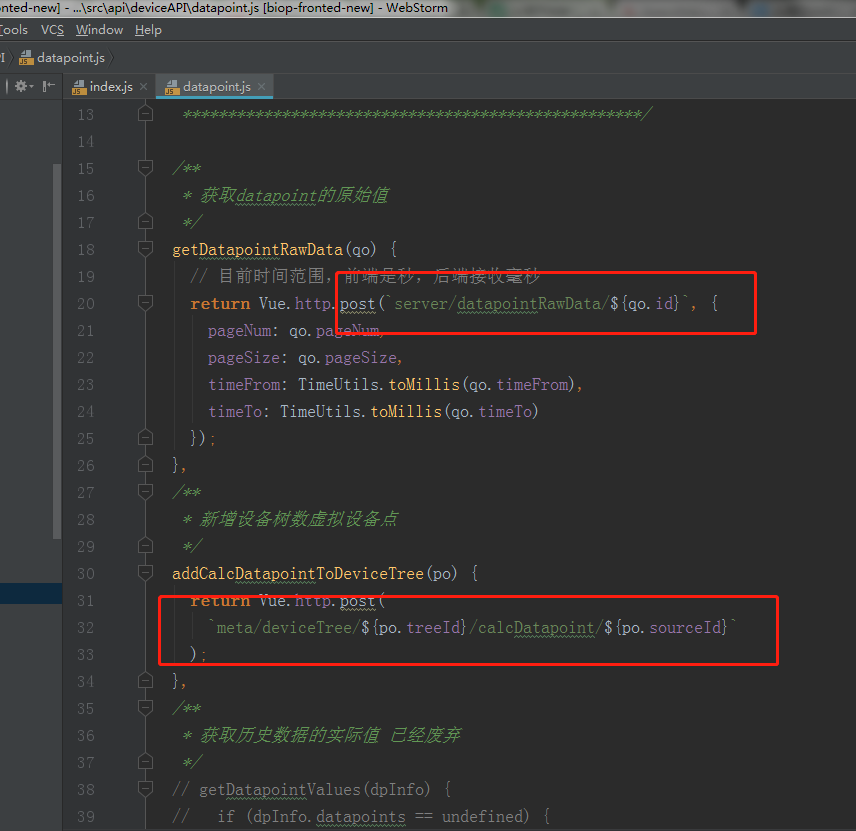 nted-new] - ...\src\api\deviceAPI\datapoint.js [biop-fronted-new] - WebStorm
Tools VCS Window Help
datapoint.js
index.js datapoint.js
13 ****************************************************/
14
15 /**
16 * 获取datapoint的原始值
17 */
18 getDatapointRawData(qo) {
19 // 目前时间范围，前端是秒，后端接收毫秒
20 return Vue.http.post(`server/datapointRawData/${qo.id}`, {
21 pageNum: qo.pageNum,
22 pageSize: qo.pageSize,
23 timeFrom: TimeUtils.toMillis(qo.timeFrom),
24 timeTo: TimeUtils.toMillis(qo.timeTo)
25 });
26 },
27 /**
28 * 新增设备树数虚拟设备点
29 */
30 addCalcDatapointToDeviceTree(po) {
31 return Vue.http.post(
32 `meta/deviceTree/${po.treeId}/calcDatapoint/${po.sourceId}`
33 );
34 },
35 /**
36 * 获取历史数据的实际值 已经废弃
37 */
38 // getDatapointValues(dpInfo) {
39 // if (dpInfo.datapoints == undefined) {